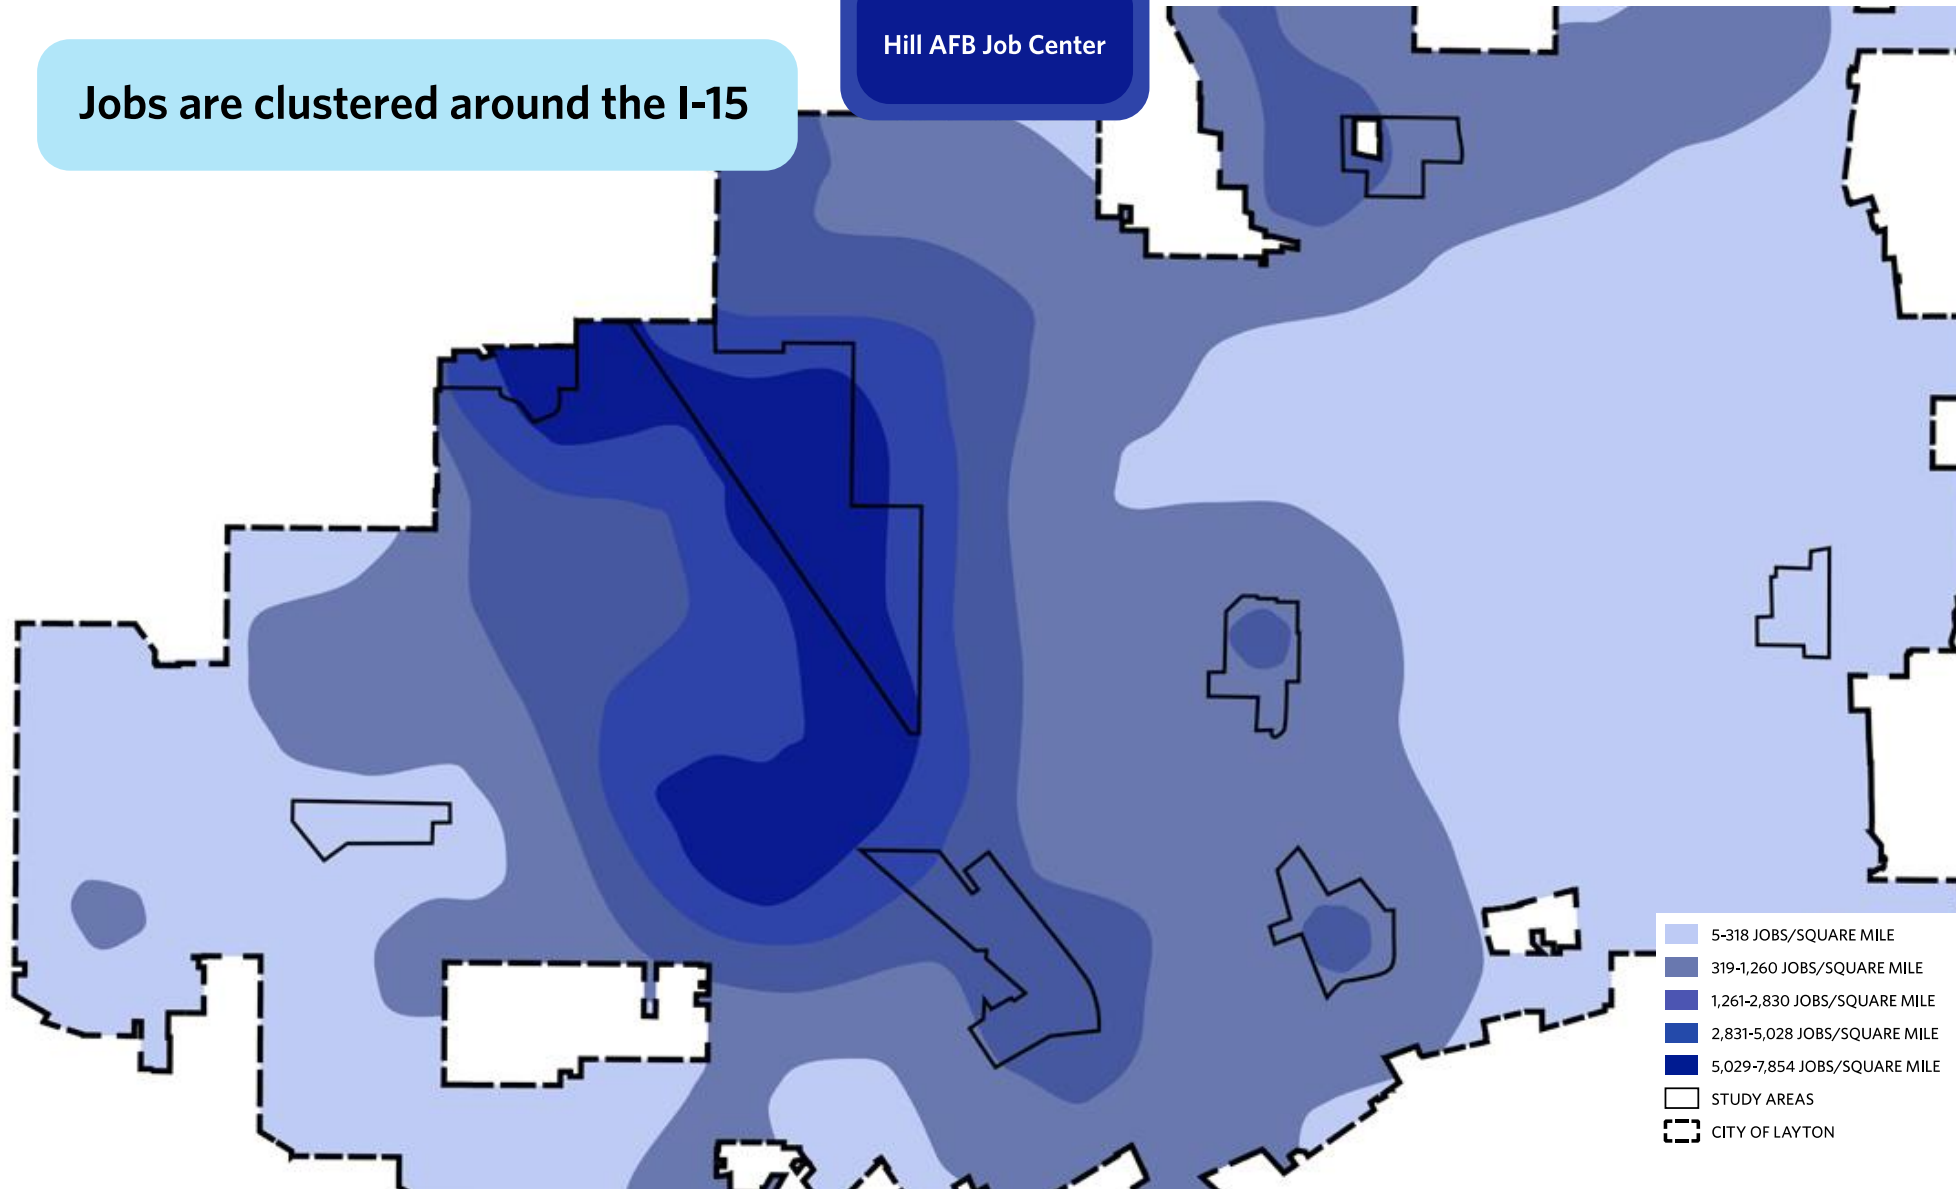 Hill AFB Job Center
Jobs are clustered around the I-15
5-318 JOBS/SQUARE MILE
319-1,260 JOBS/SQUARE MILE
1,261-2,830 JOBS/SQUARE MILE
2,831-5,028 JOBS/SQUARE MILE
5,029-7,854 JOBS/SQUARE MILE
STUDY AREAS
CITY OF LAYTON